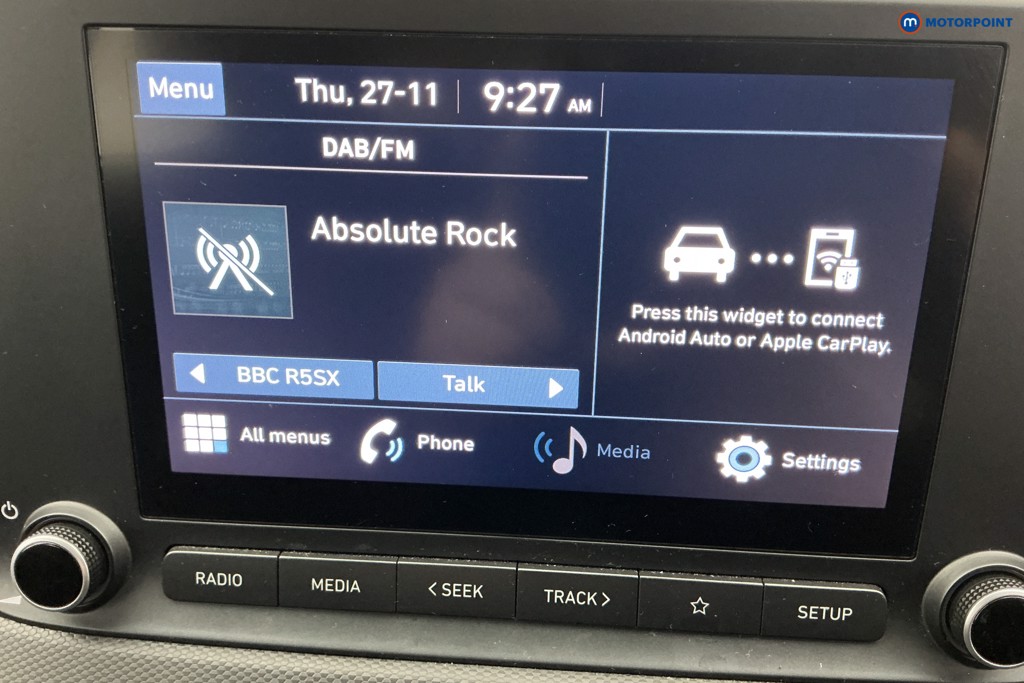 m MOTORPOINT
Menu
Thu, 27-11
9:27 AM
DAB/FM
Absolute Rock
Press this widget to connect
Android Auto or Apple CarPlay.
BBC R5SX
Talk
All menus
Phone
Media
Settings
RADIO
MEDIA
< SEEK
TRACK >
SETUP